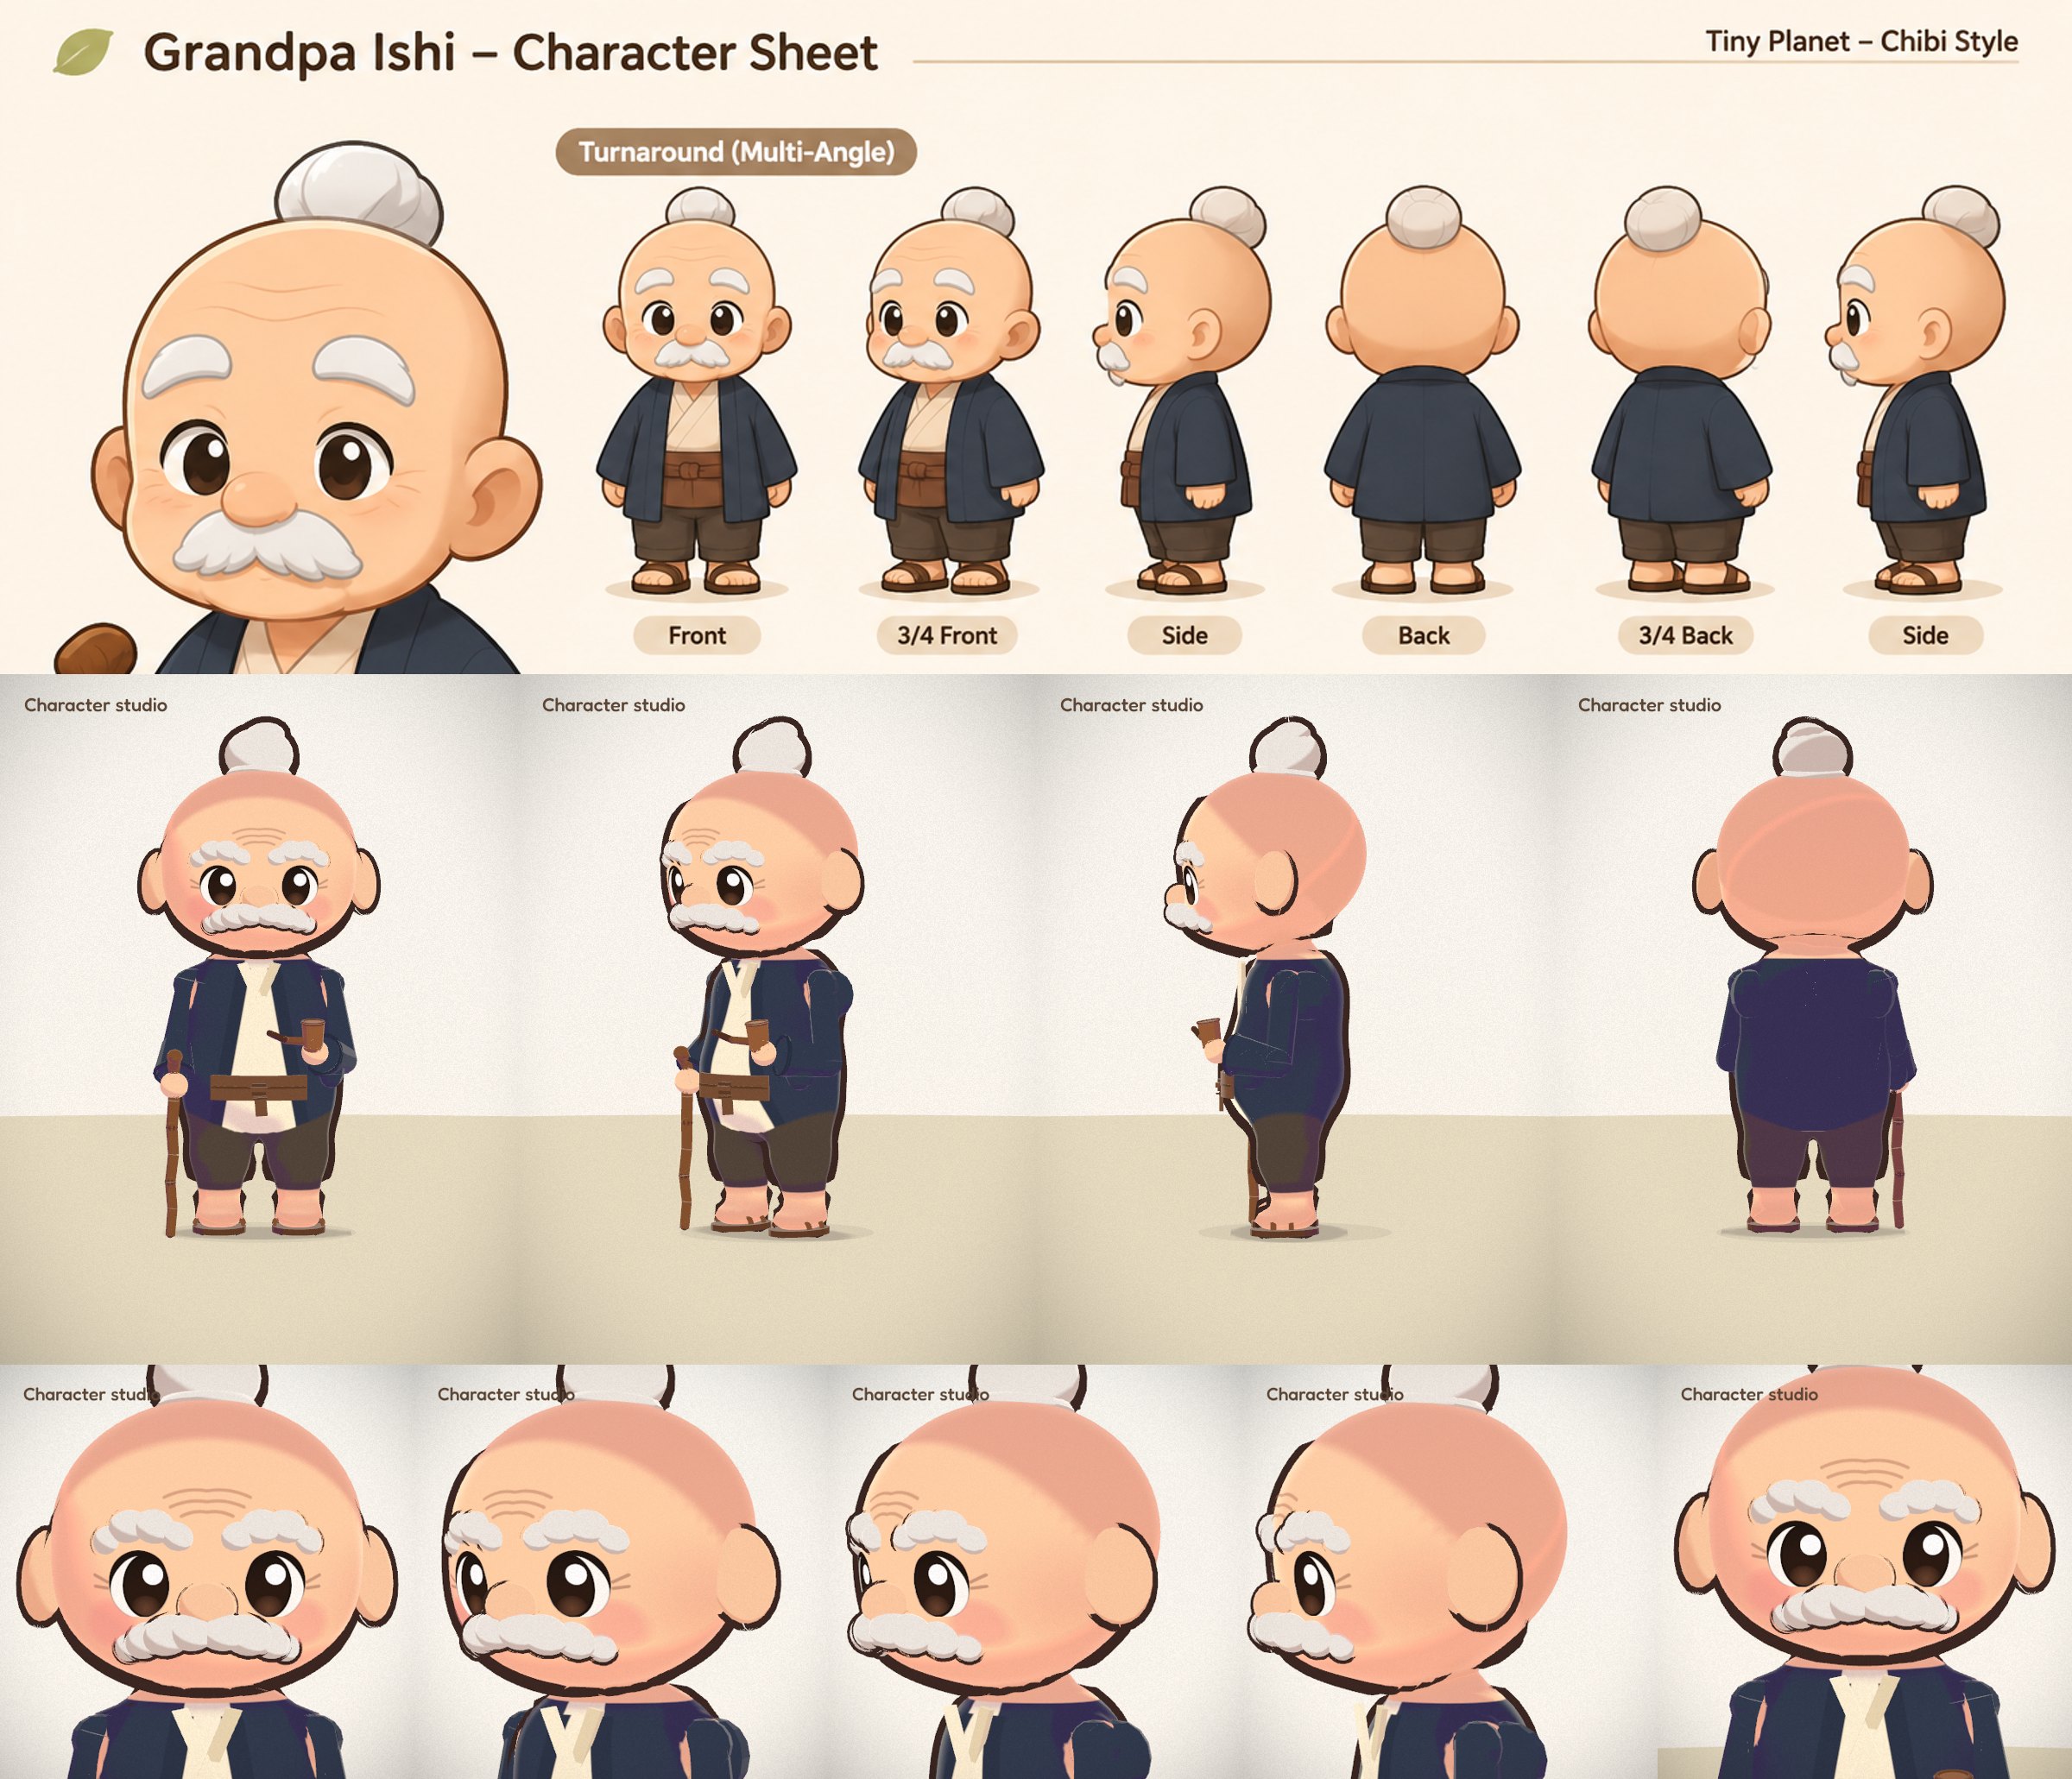 Grandpa Ishi – Character Sheet
Tiny Planet – Chibi Style
Turnaround (Multi-Angle)
Front
3/4 Front
Side
Back
3/4 Back
Side
Character studio
Character studio
Character studio
Character studio
Character studio
Character studio
Character studio
Character studio
Character studio